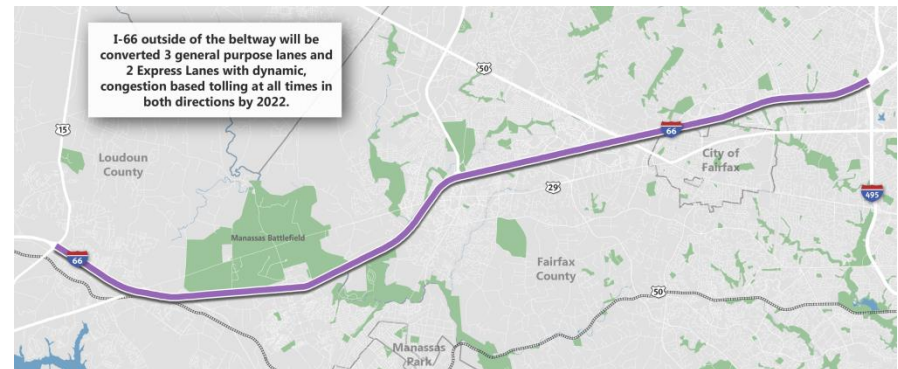 I-66 outside of the beltway will be
converted 3 general purpose lanes and
2 Express Lanes with dynamic,
congestion based tolling at all times in
both directions by 2022.
50
15
Loudoun
County
66
City of
Fairfax
29
495
Manassas Battlefield
66
Fairfax
County
50
Manassas
Park